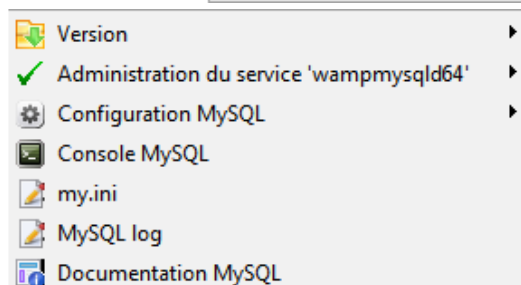 Version
Administration du service 'wampmysqld64'
Configuration MySQL
Console MySQL
my.ini
MySQL log
Documentation MySQL